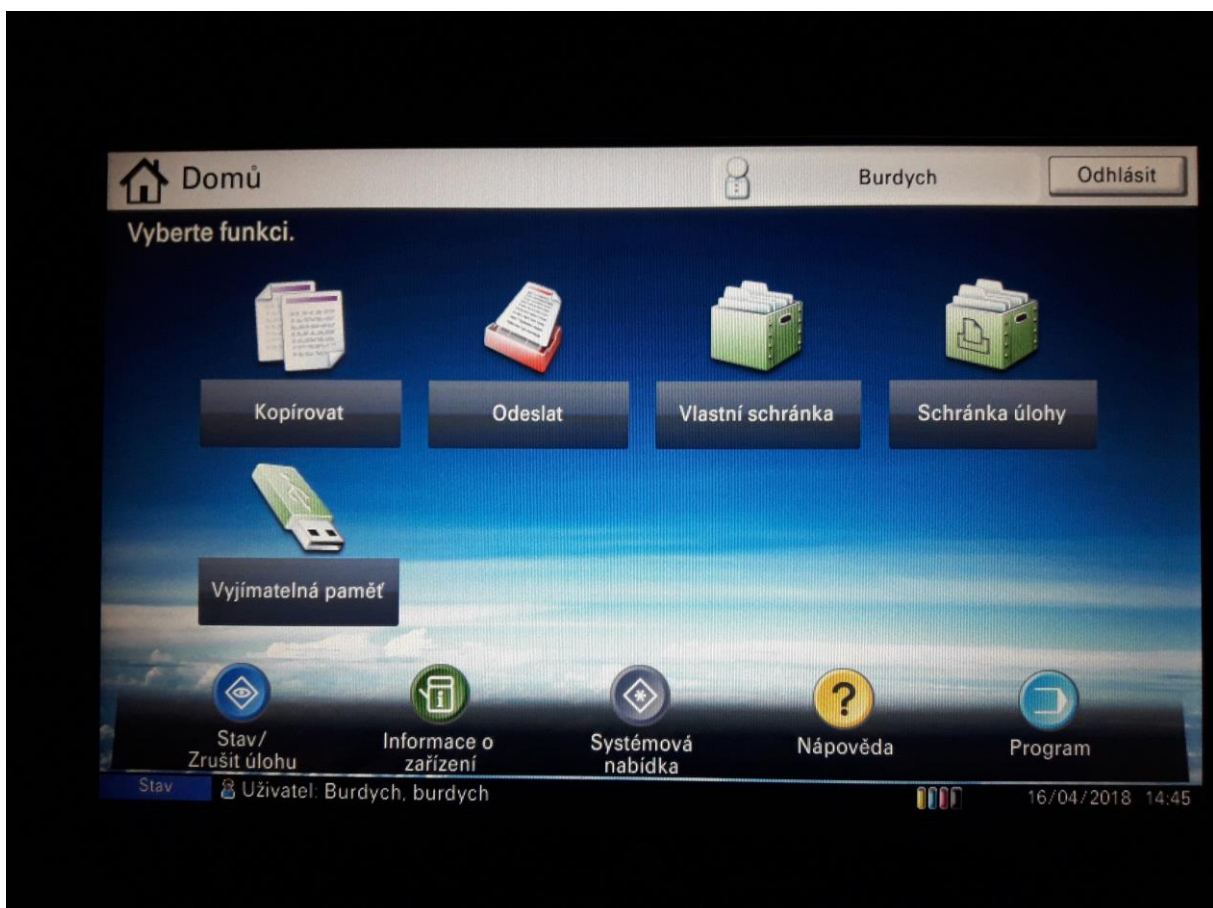 Domů
Burdych
Odhlásit
Vyberte funkci.
Kopírovat
Odeslat
Vlastní schránka
Schránka úlohy
Vyjímatelná paměť
Stav/
Zrušit úlohu
Informace o
zařízení
Systémová
nabídka
Nápověda
Program
Stav
Uživatel: Burdych, burdych
16/04/2018 14:45